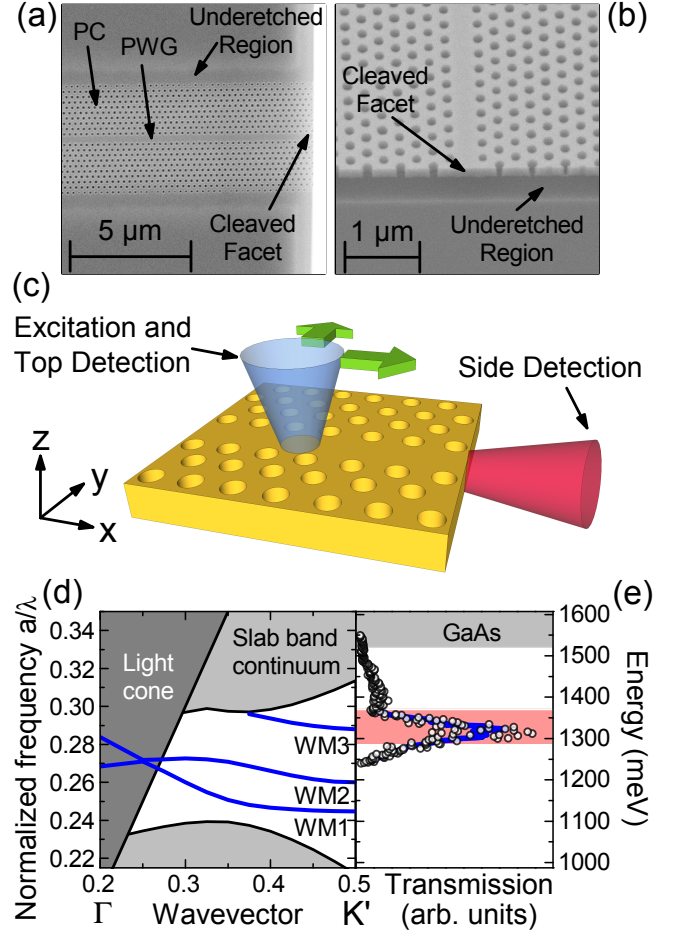 (a)
PC
PWG
Underetched
Region
Cleaved
Facet
5 µm
(b)
Cleaved
Facet
Underetched
Region
1 µm
(c)
Excitation and
Top Detection
Side Detection
z
y
x
(d)
Normalized frequency a/λ
0.34
0.32
0.30
0.28
0.26
0.24
0.22
Light
cone
Slab band
continuum
WM3
WM2
WM1
0.2
0.3
0.4
0.5
Γ
Wavevector
K'
(e)
GaAs
1600
1500
1400
1300
1200
1100
1000
Energy (meV)
Transmission
(arb. units)